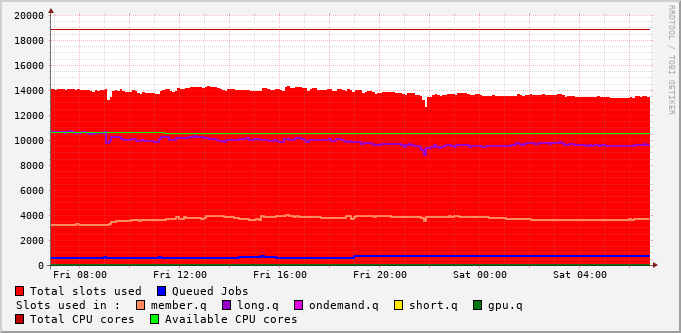 20000
18000
16000
14000
12000
10000
8000
6000
4000
2000
0
Fri 08:00 Fri 12:00 Fri 16:00 Fri 20:00 Sat 00:00 Sat 04:00
RRDTOOL / TOBI OETIKER
Total slots used Queued Jobs
Slots used in : member.q long.q ondemand.q short.q gpu.q
Total CPU cores Available CPU cores